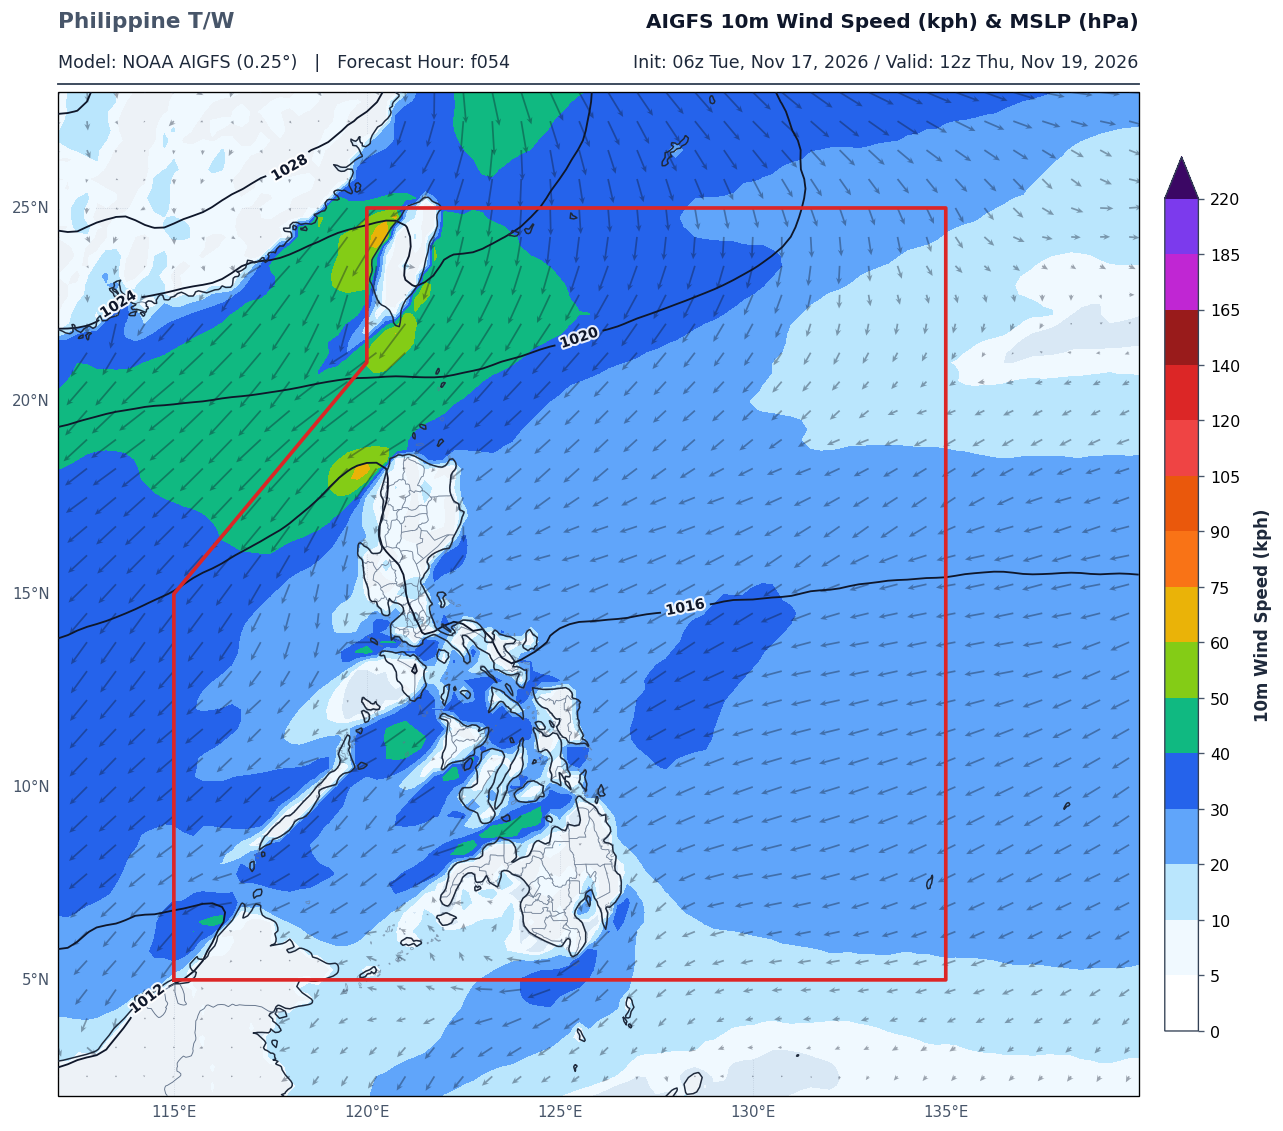 Philippine T/W
AIGFS 10m Wind Speed (kph) & MSLP (hPa)
Model: NOAA AIGFS (0.25°) | Forecast Hour: f054
Init: 06z Tue, Nov 17, 2026 / Valid: 12z Thu, Nov 19, 2026
1028
1024
1020
1016
1012
25°N
20°N
15°N
10°N
5°N
115°E
120°E
125°E
130°E
135°E
220
185
165
140
120
105
90
75
60
50
40
30
20
10
5
0
10m Wind Speed (kph)